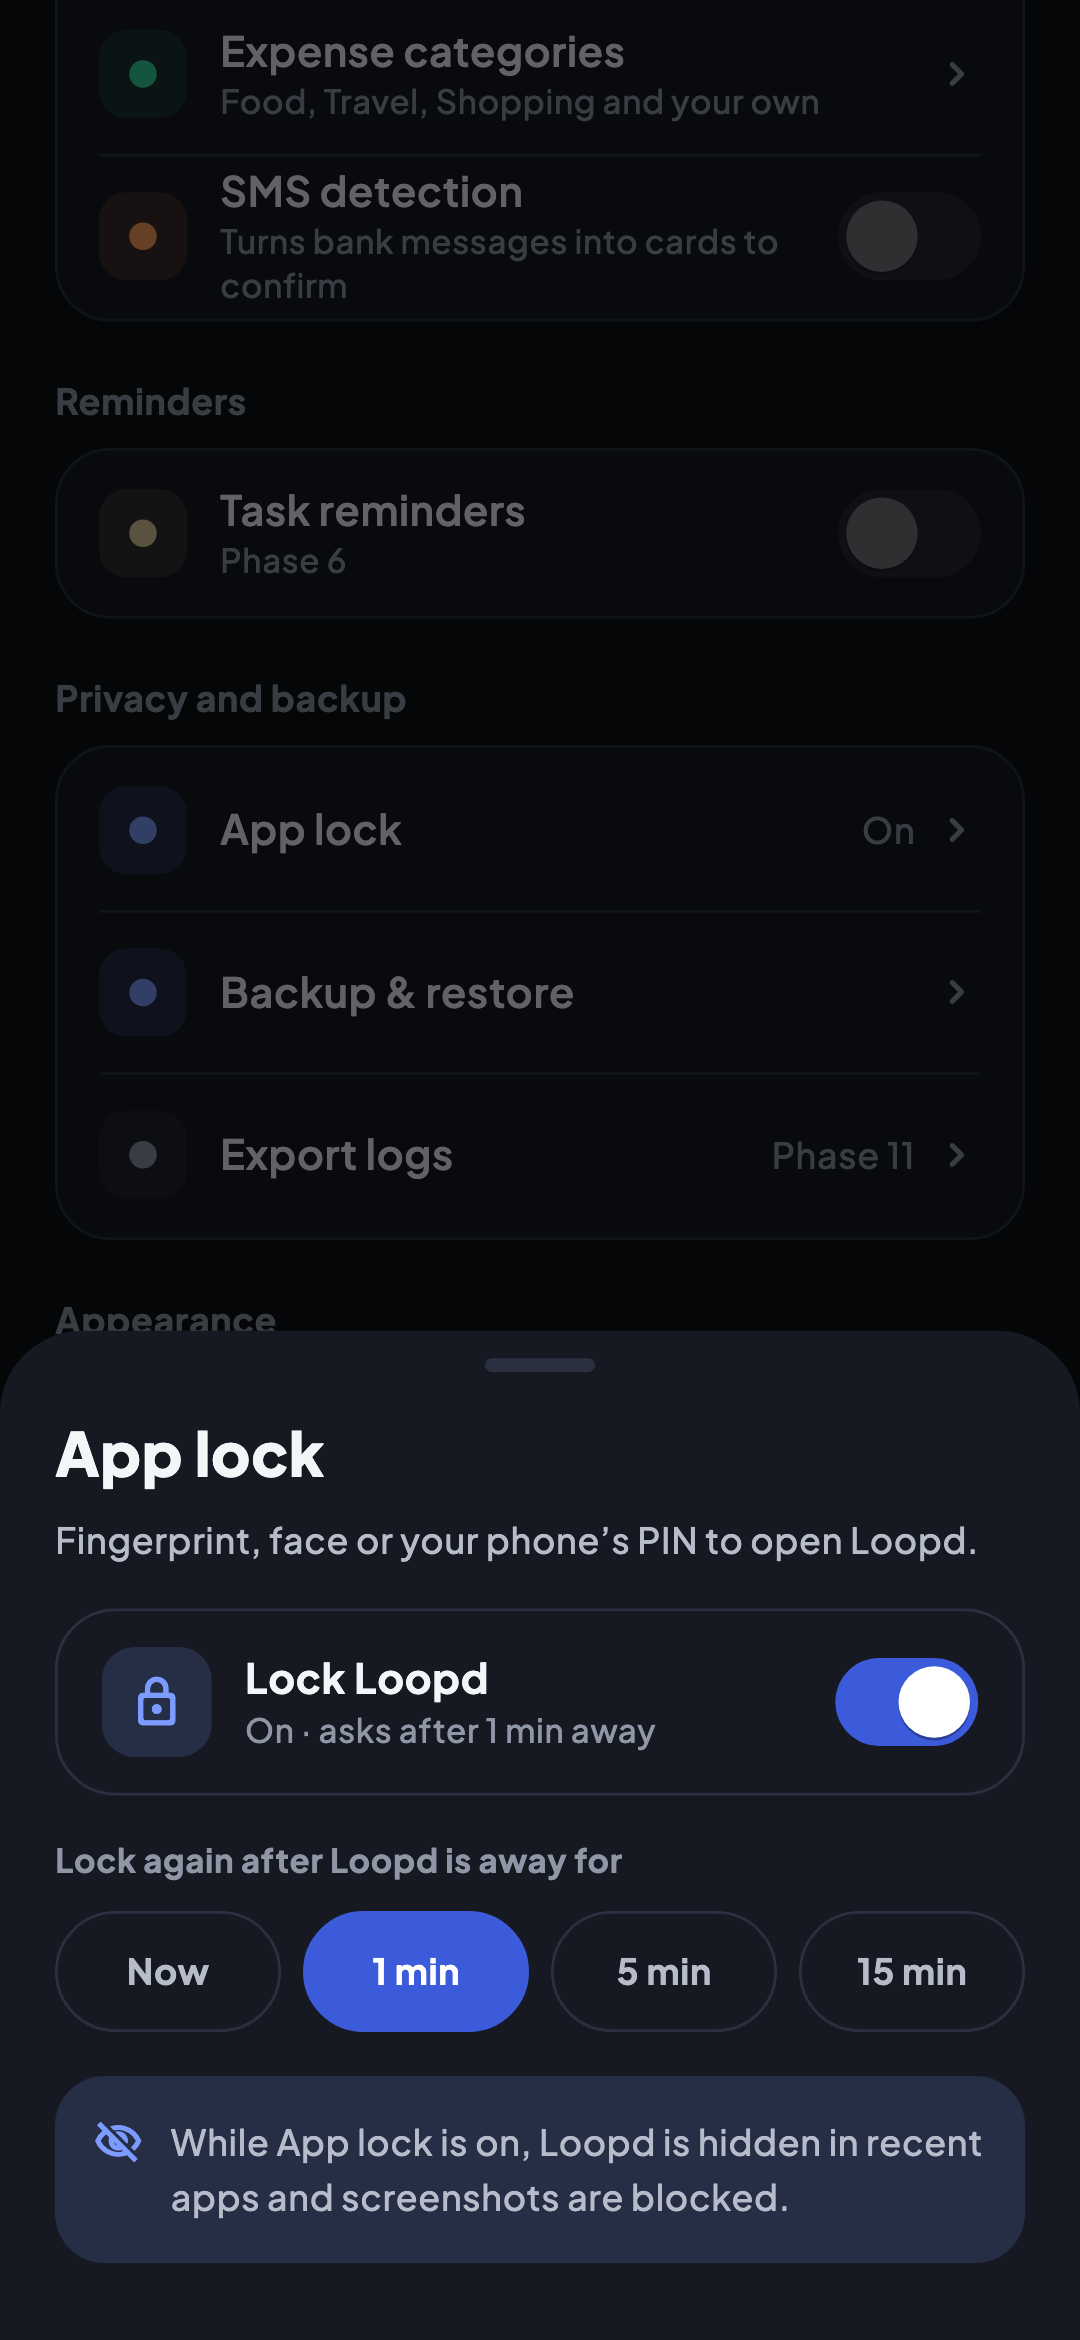 Expense categories
Food, Travel, Shopping and your own
SMS detection
Turns bank messages into cards to
confirm
Reminders
Task reminders
Phase 6
Privacy and backup
App lock
On
Backup & restore
Export logs
Phase 11
Appearance
App lock
Fingerprint, face or your phone’s PIN to open Loopd.
Lock Loopd
On · asks after 1 min away
Lock again after Loopd is away for
Now
1 min
5 min
15 min
While App lock is on, Loopd is hidden in recent
apps and screenshots are blocked.